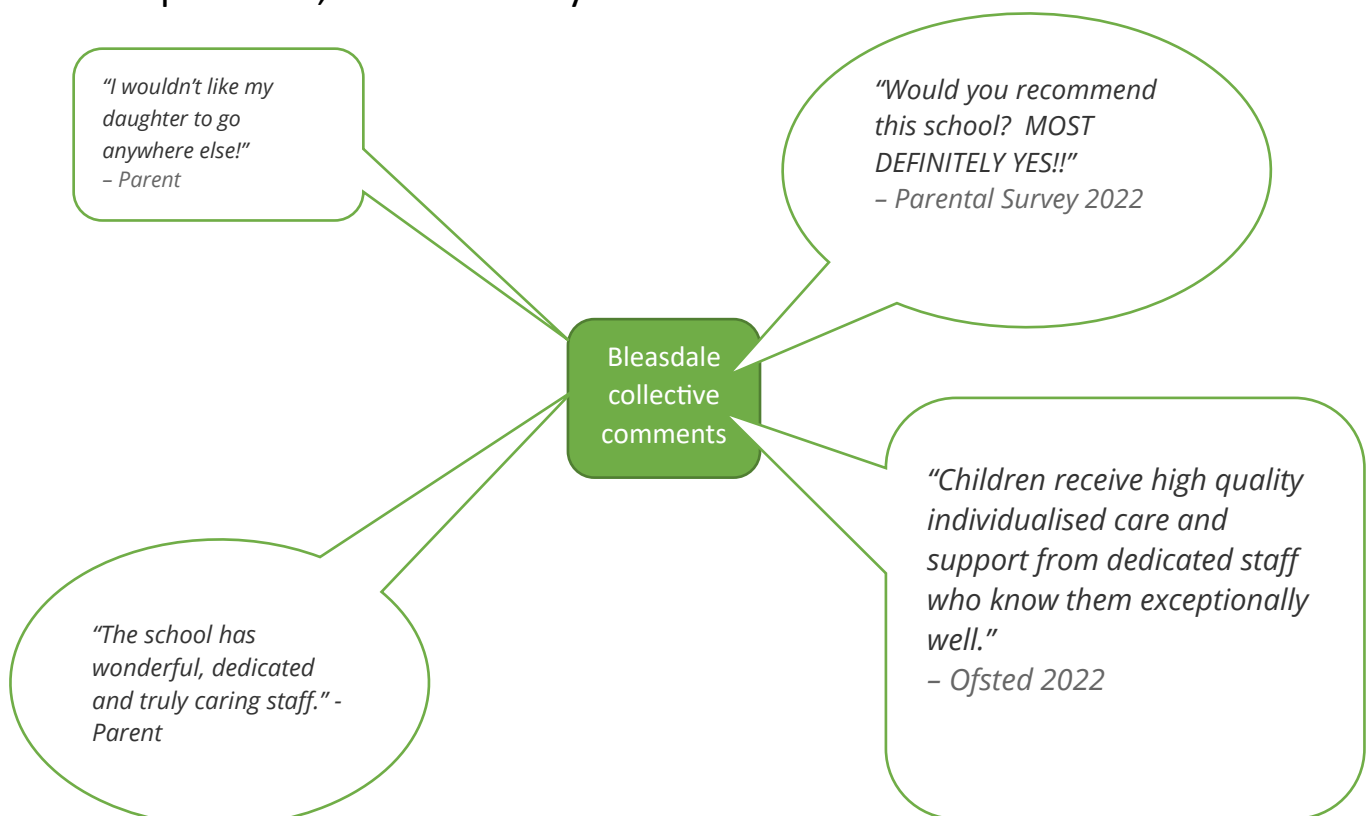 “I wouldn’t like my
daughter to go
anywhere else!”
– Parent
“Would you recommend
this school?  MOST
DEFINITELY YES!!”
– Parental Survey 2022
Bleasdale
collective
comments
“Children receive high quality
individualised care and
support from dedicated staff
who know them exceptionally
well.”
– Ofsted 2022
“The school has
wonderful, dedicated
and truly caring staff.” -
Parent